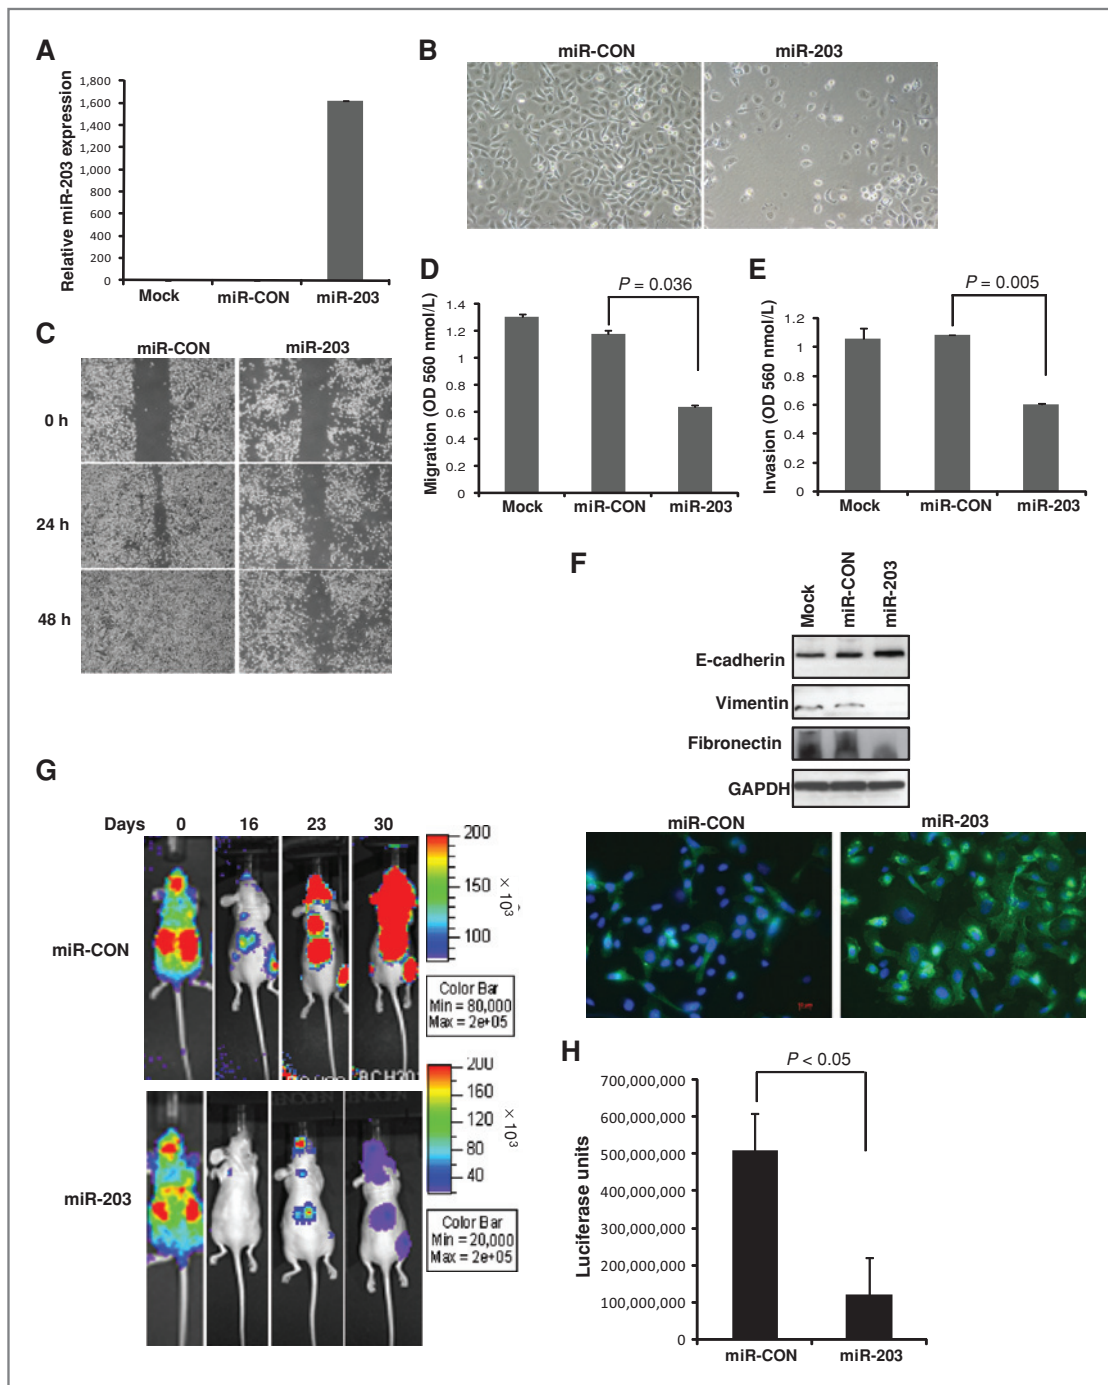 A
Relative miR-203 expression
1,800
1,600
1,400
1,200
1,000
800
600
400
200
0
Mock
miR-CON
miR-203
B
miR-CON
miR-203
C
miR-CON
miR-203
0 h
24 h
48 h
D
P = 0.036
Migration (OD 560 nmol/L)
1.4
1.2
1
0.8
0.6
0.4
0.2
0
Mock
miR-CON
miR-203
E
P = 0.005
Invasion (OD 560 nmol/L)
1.2
1
0.8
0.6
0.4
0.2
0
Mock
miR-CON
miR-203
F
Mock
miR-CON
miR-203
E-cadherin
Vimentin
Fibronectin
GAPDH
miR-CON
miR-203
G
Days
0
16
23
30
miR-CON
200
150
100
× 10³
Color Bar
Min = 80,000
Max = 2e+05
miR-203
200
160
120
80
40
× 10³
Color Bar
Min = 20,000
Max = 2e+05
H
P < 0.05
Luciferase units
700,000,000
600,000,000
500,000,000
400,000,000
300,000,000
200,000,000
100,000,000
0
miR-CON
miR-203